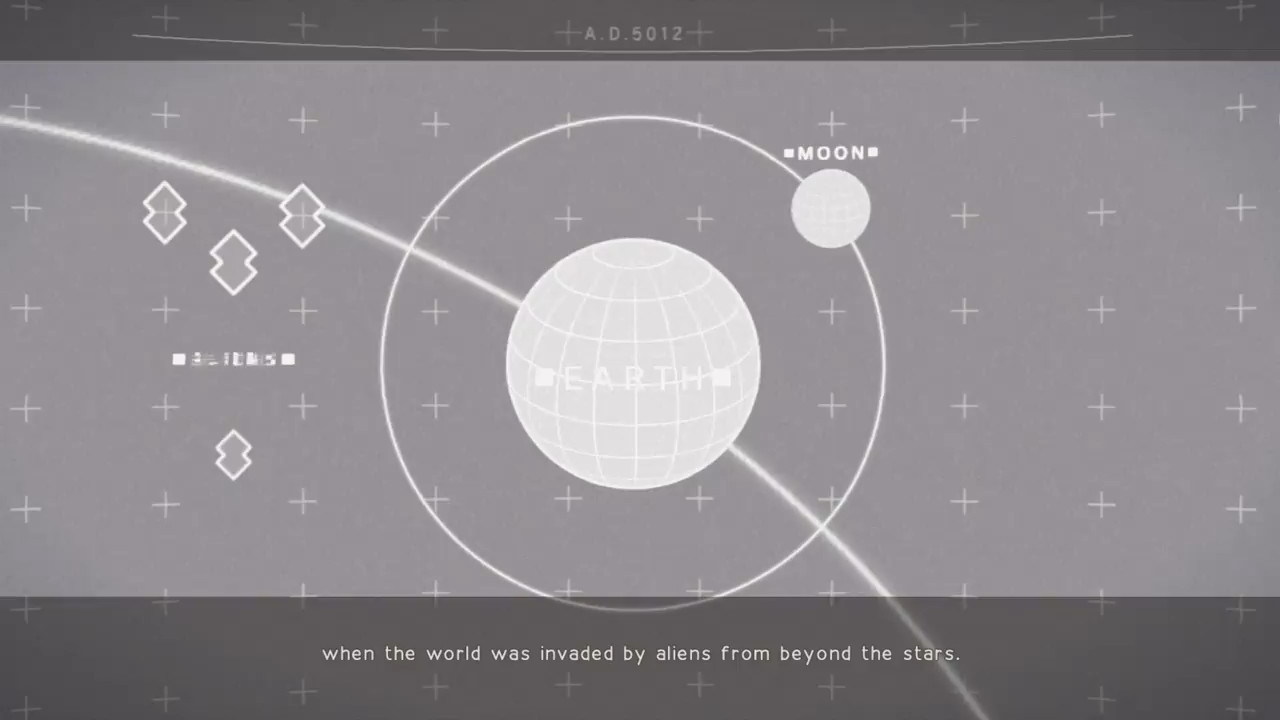 A.D.5012
MOON
EARTH
when the world was invaded by aliens from beyond the stars.